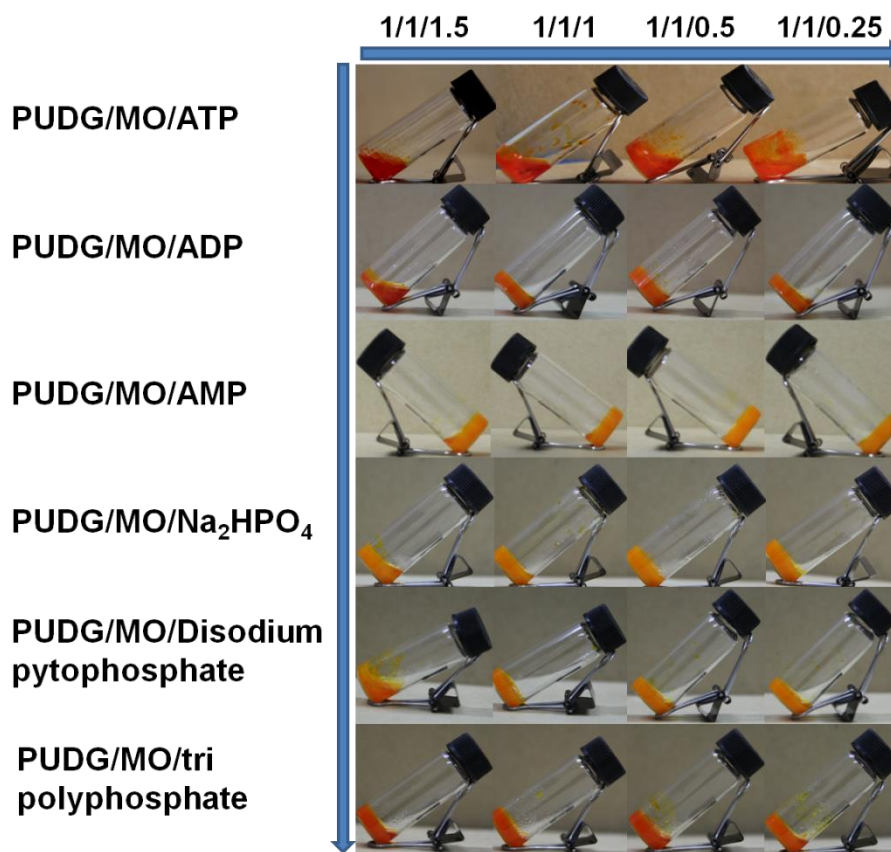 1/1/1.5 1/1/1 1/1/0.5 1/1/0.25
PUDG/MO/ATP
PUDG/MO/ADP
PUDG/MO/AMP
PUDG/MO/Na₂HPO₄
PUDG/MO/Disodium
pytophosphate
PUDG/MO/tri
polyphosphate